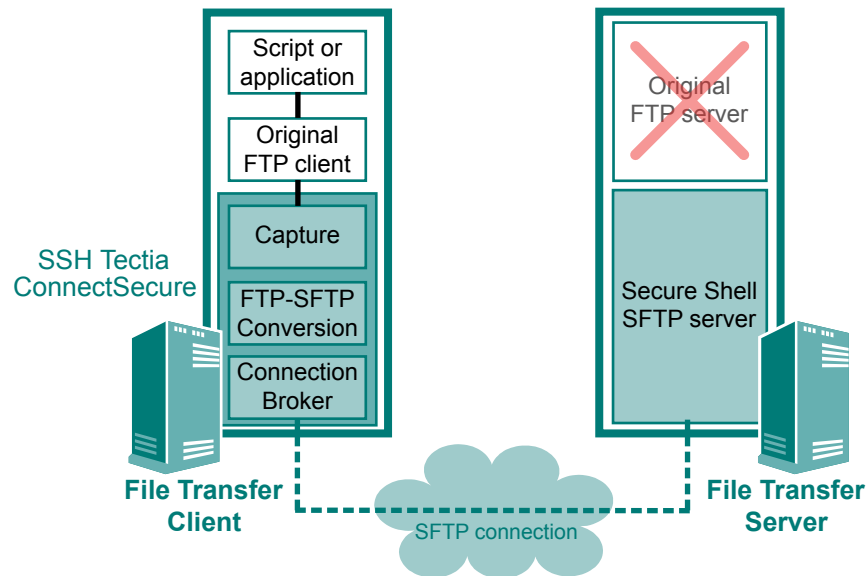 Script or
application
Original
FTP client
Capture
FTP-SFTP
Conversion
Connection
Broker
SSH Tectia
ConnectSecure
File Transfer
Client
SFTP connection
Original
FTP server
Secure Shell
SFTP server
File Transfer
Server